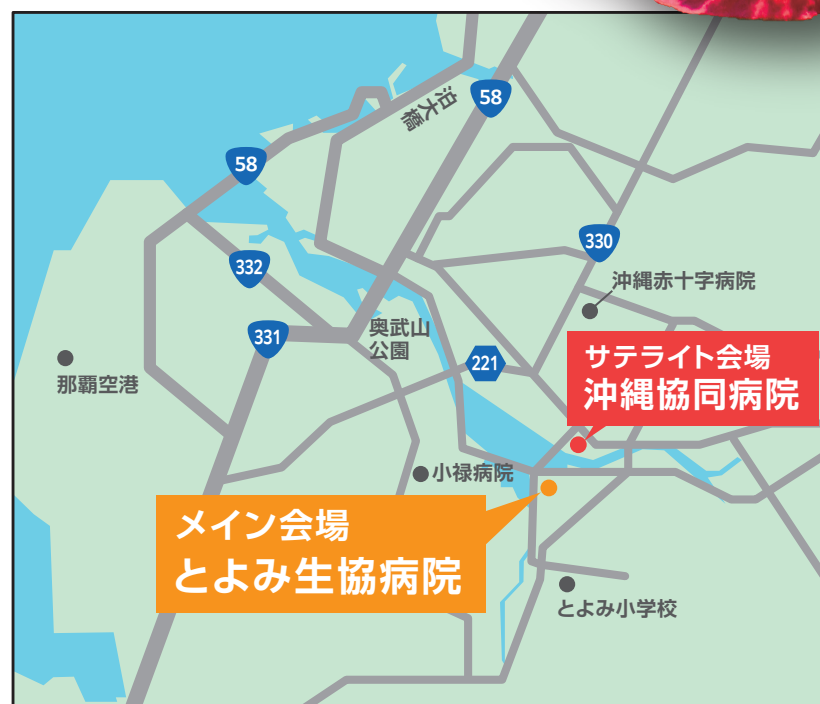 58
泊大橋
58
332
330
沖縄赤十字病院
331
奥武山
公園
221
那覇空港
サテライト会場
沖縄協同病院
小禄病院
メイン会場
とよみ生協病院
とよみ小学校